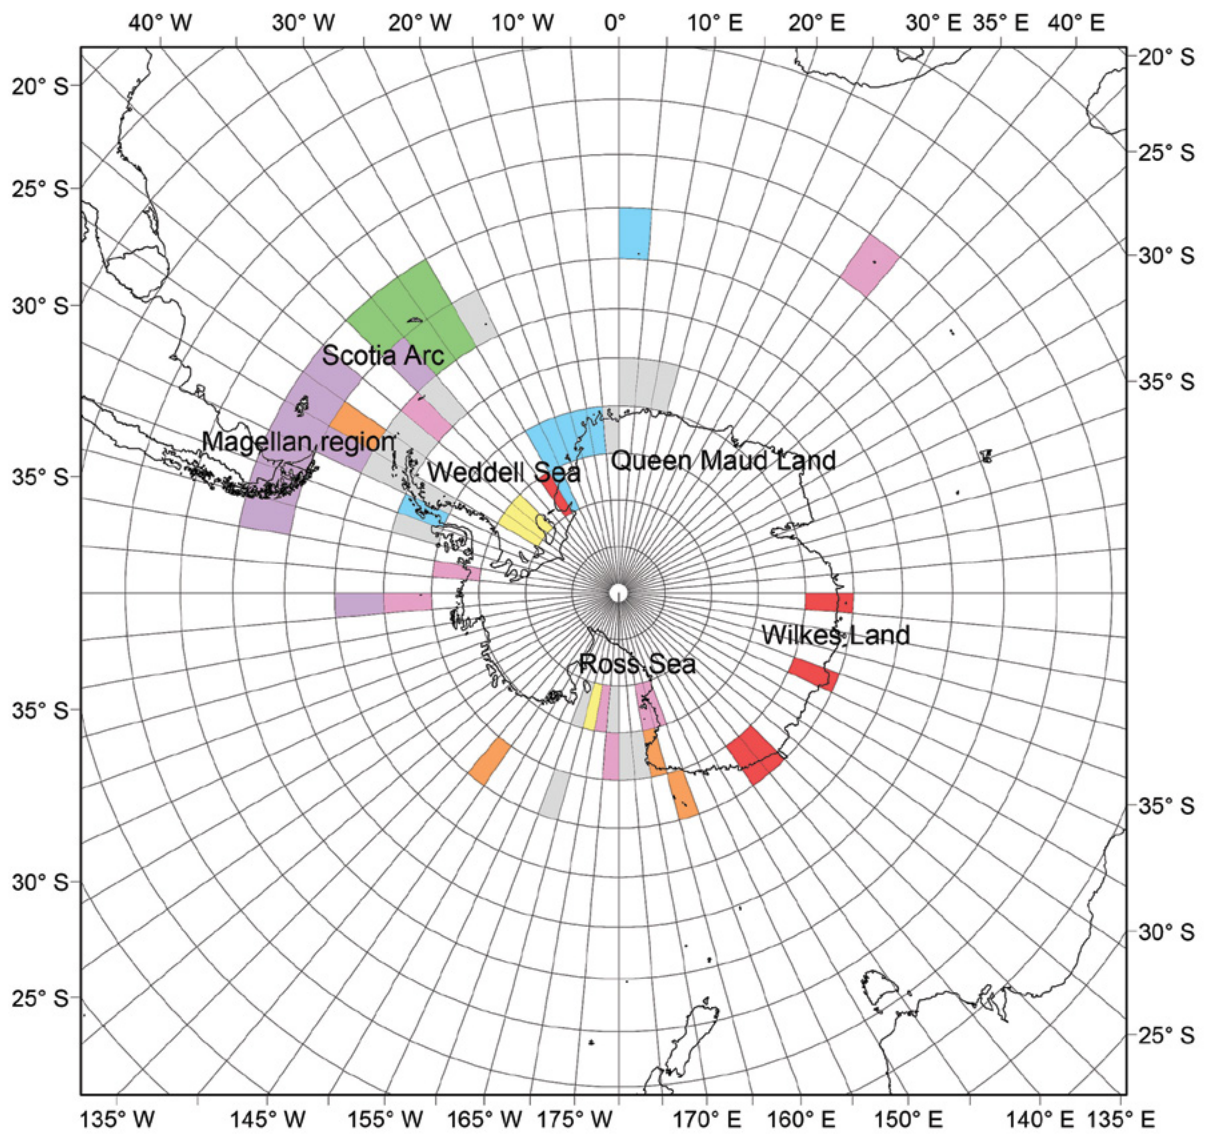 40° W 30° W 20° W 10° W 0° 10° E 20° E 30° E 35° E 40° E
20° S
20° S
25° S
25° S
30° S
30° S
Scotia Arc
35° S
Magellan region
Weddell Sea
Queen Maud Land
35° S
Wilkes Land
Ross Sea
35° S
35° S
30° S
30° S
25° S
25° S
135° W 145° W 155° W 165° W 175° W 170° E 160° E 150° E 140° E 135° E